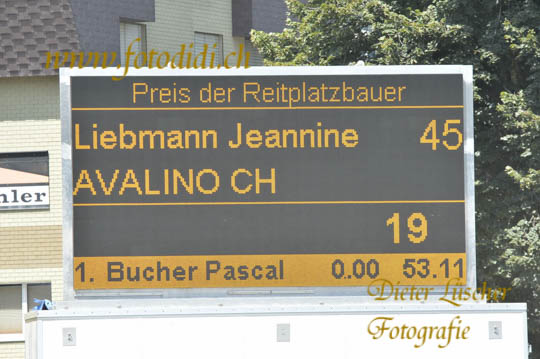 www.fotodidi.ch
Preis der Reitplatzbauer
Liebmann Jeannine 45
AVALINO CH
hler
19
1. Bucher Pascal 0.00 53.11
Dieter Lüscher
Fotografie